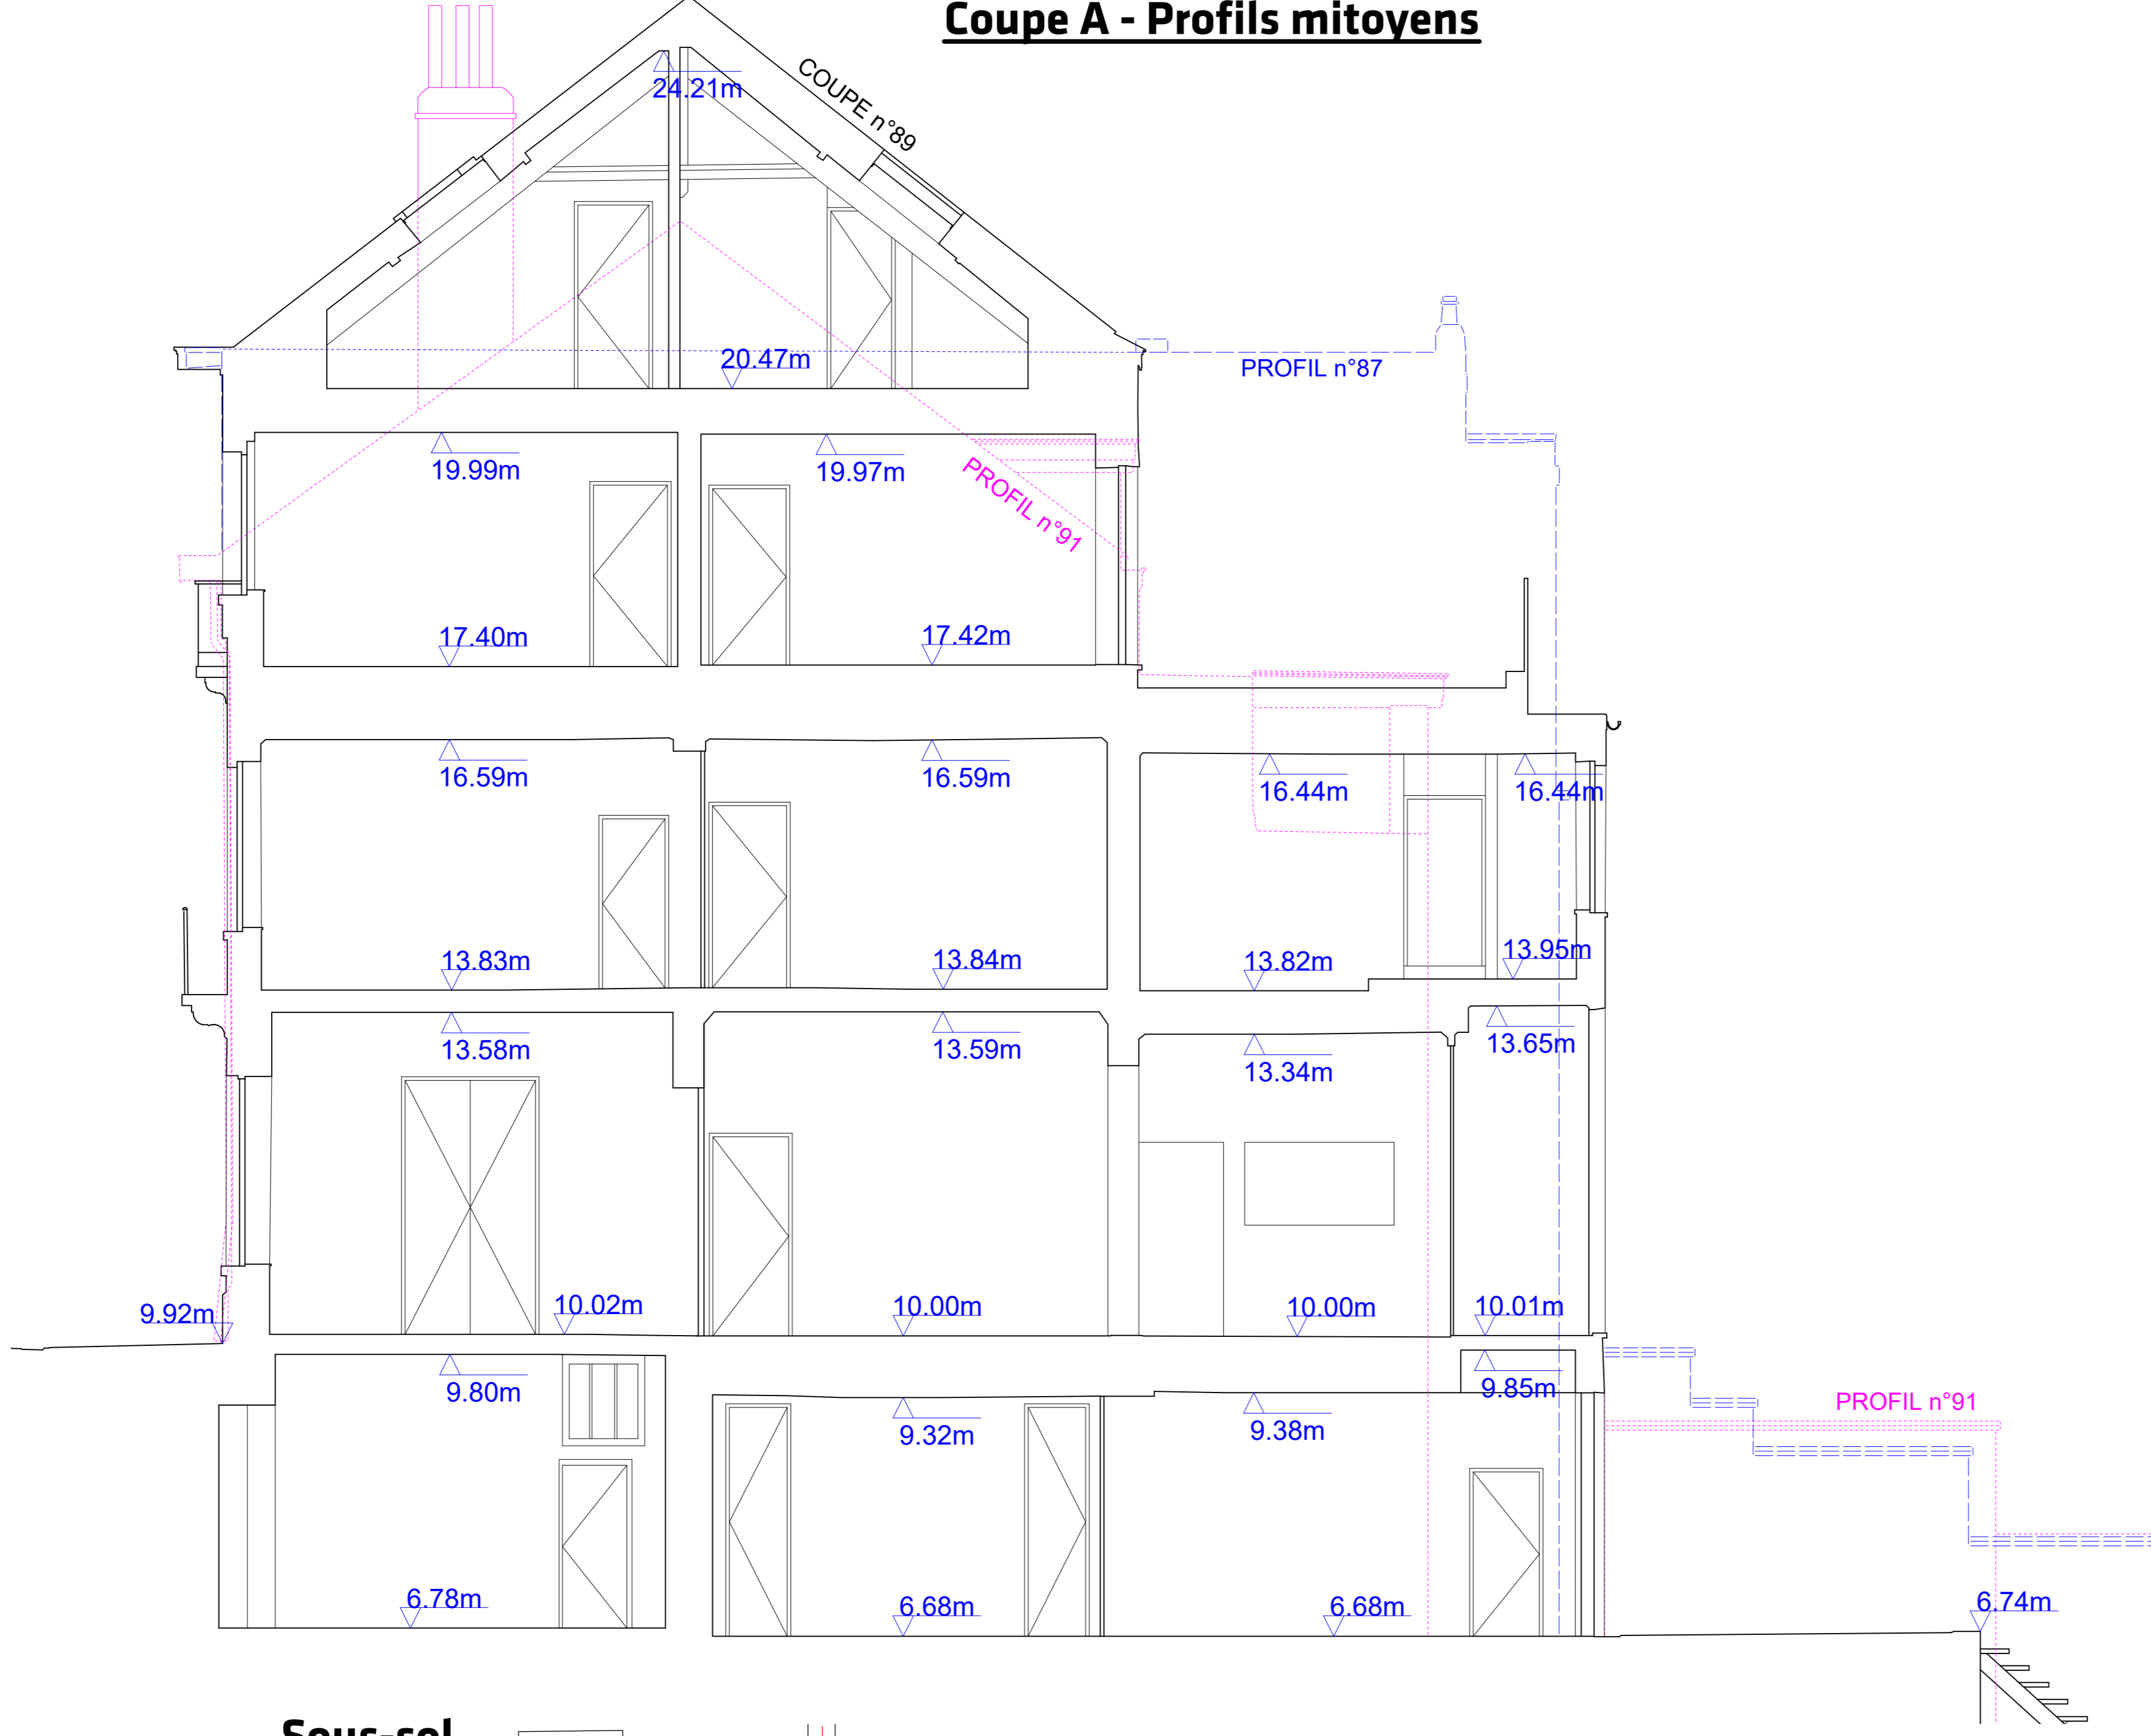 Coupe A - Profils mitoyens
COUPE n°89
24.21m
20.47m
PROFIL n°87
19.99m
19.97m
PROFIL n°91
17.40m
17.42m
16.59m
16.59m
16.44m
16.44m
13.83m
13.84m
13.82m
13.95m
13.58m
13.59m
13.34m
13.65m
9.92m
10.02m
10.00m
10.00m
10.01m
9.80m
9.32m
9.38m
9.85m
PROFIL n°91
6.78m
6.68m
6.68m
6.74m
Sous-sol